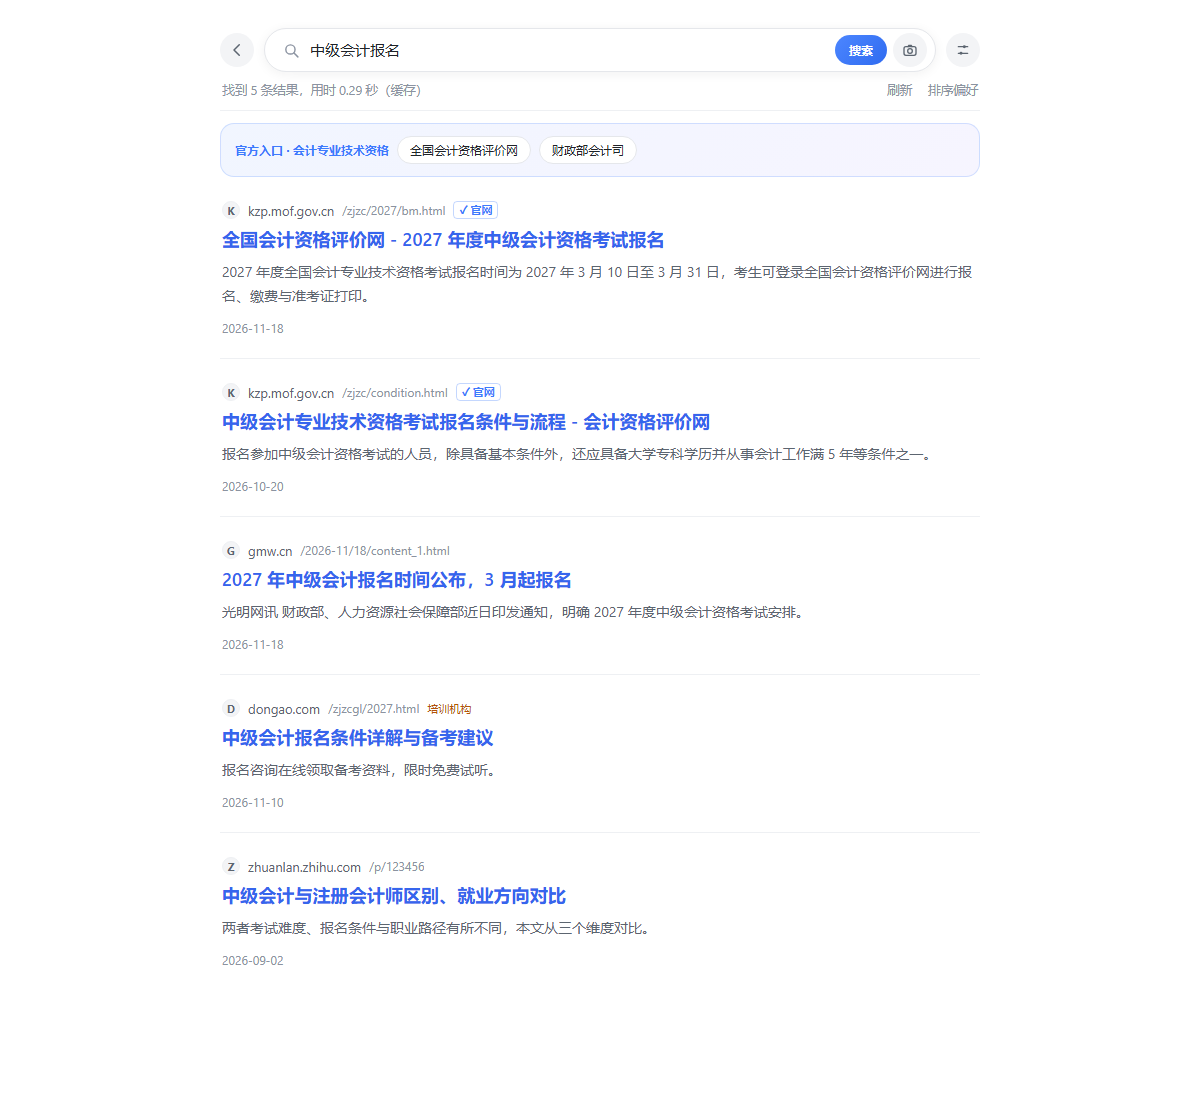 中级会计报名
搜索
找到 5 条结果，用时 0.29 秒（缓存）
刷新 排序偏好
官方入口 · 会计专业技术资格 全国会计资格评价网 财政部会计司
K kzp.mof.gov.cn /zjzc/2027/bm.html ✓官网
全国会计资格评价网 - 2027 年度中级会计资格考试报名
2027 年度全国会计专业技术资格考试报名时间为 2027 年 3 月 10 日至 3 月 31 日，考生可登录全国会计资格评价网进行报
名、缴费与准考证打印。
2026-11-18
K kzp.mof.gov.cn /zjzc/condition.html ✓官网
中级会计专业技术资格考试报名条件与流程 - 会计资格评价网
报名参加中级会计资格考试的人员，除具备基本条件外，还应具备大学专科学历并从事会计工作满 5 年等条件之一。
2026-10-20
G gmw.cn /2026-11/18/content_1.html
2027 年中级会计报名时间公布，3 月起报名
光明网讯 财政部、人力资源社会保障部近日印发通知，明确 2027 年度中级会计资格考试安排。
2026-11-18
D dongao.com /zjzcgl/2027.html 培训机构
中级会计报名条件详解与备考建议
报名咨询在线领取备考资料，限时免费试听。
2026-11-10
Z zhuanlan.zhihu.com /p/123456
中级会计与注册会计师区别、就业方向对比
两者考试难度、报名条件与职业路径有所不同，本文从三个维度对比。
2026-09-02